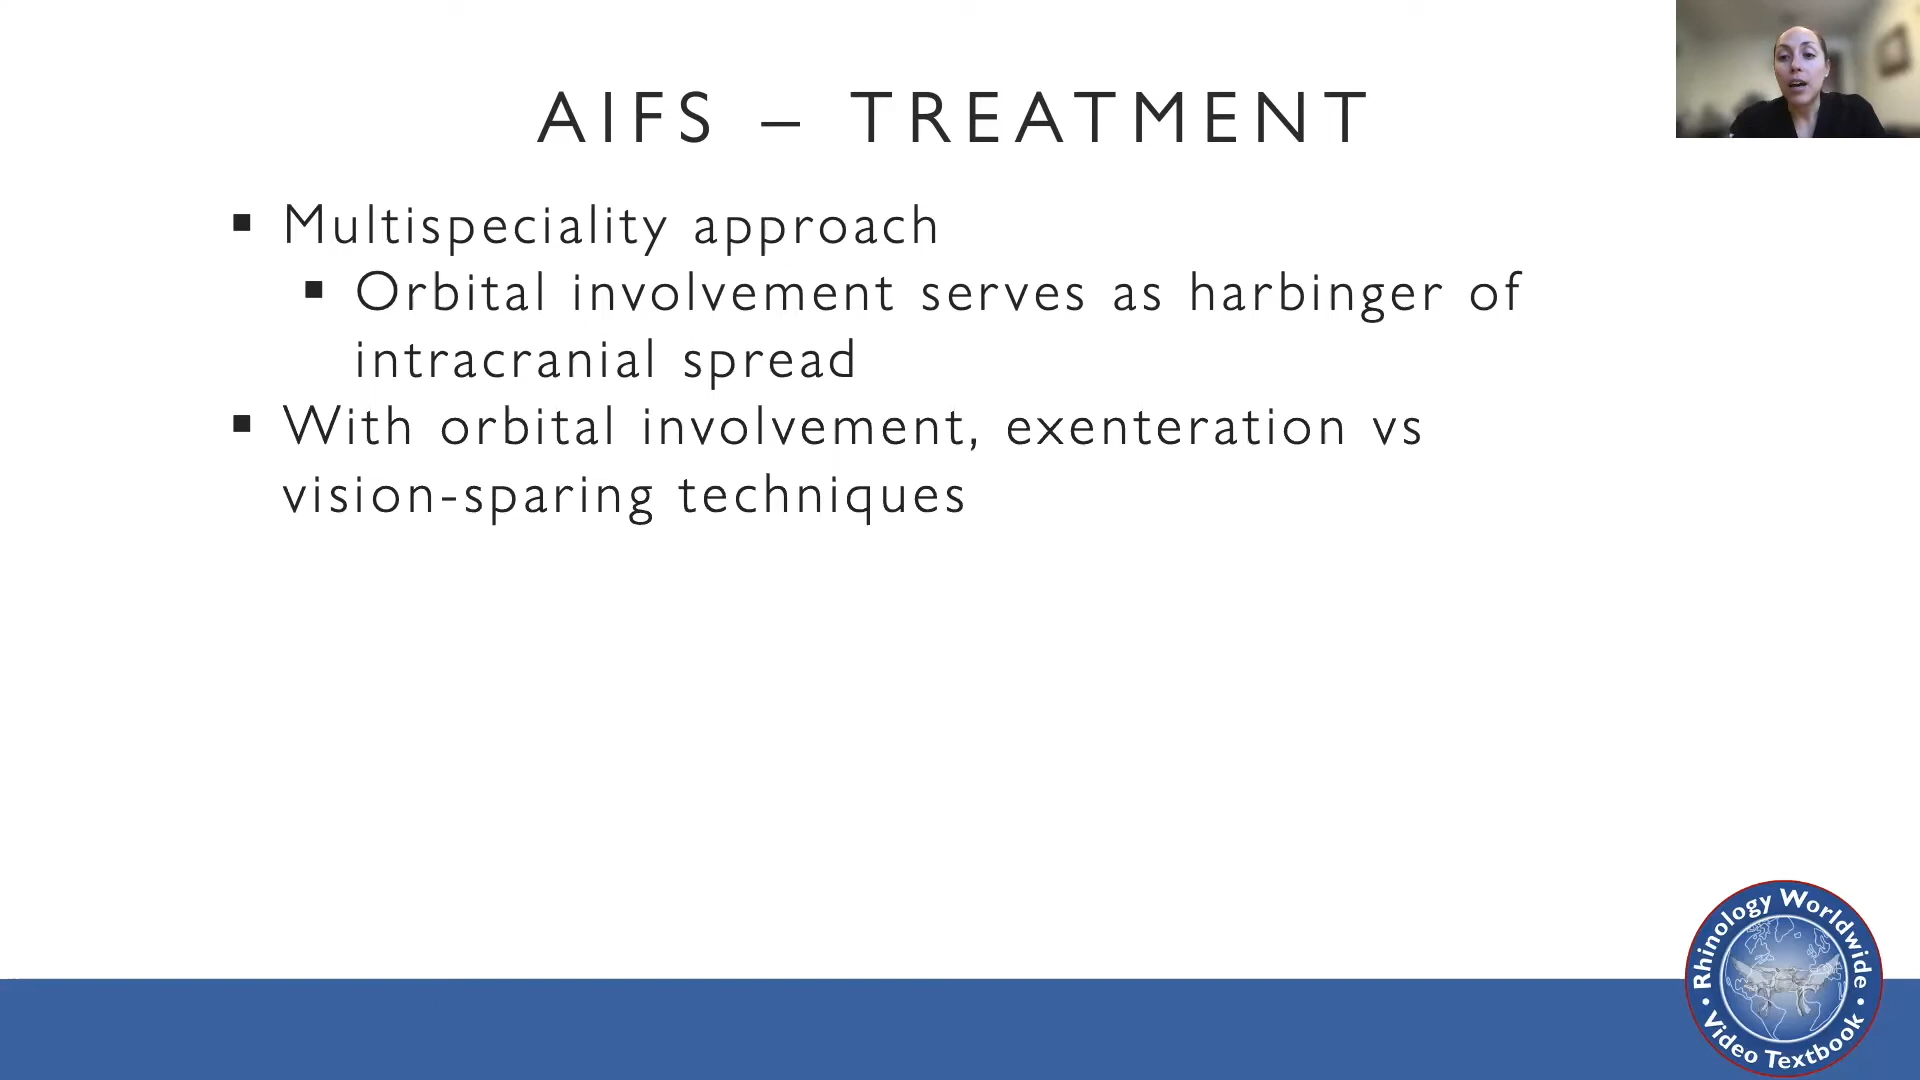 AIFS – TREATMENT
▪ Multispeciality approach
▪ Orbital involvement serves as harbinger of
intracranial spread
▪ With orbital involvement, exenteration vs
vision-sparing techniques
Rhinology Worldwide
• Video Textbook •